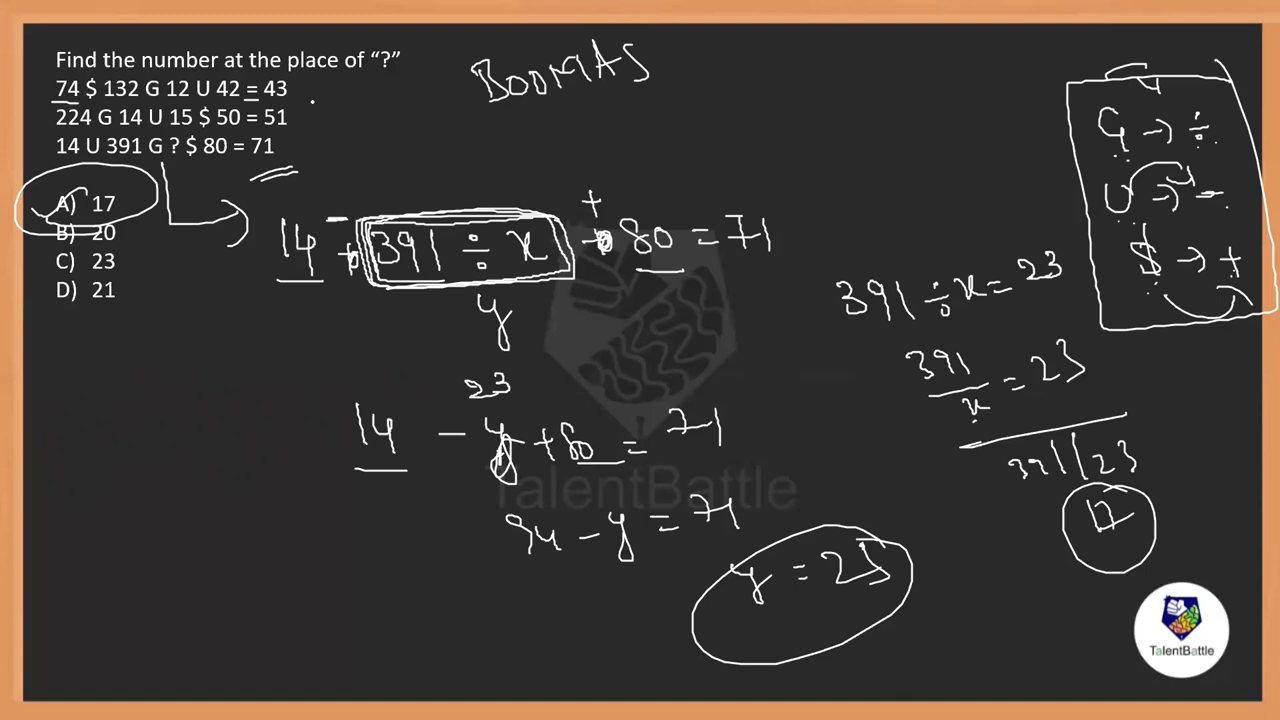 Find the number at the place of “?”
74 $ 132 G 12 U 42 = 43
224 G 14 U 15 $ 50 = 51
14 U 391 G ? $ 80 = 71
A) 17
B) 20
C) 23
D) 21
BODMAS
G → ÷
U → -
$ → +
14 - 391 ÷ x + 80 = 71
y
23
14 - y + 80 = 71
94 - y = 71
y = 23
391 ÷ x = 23
391
x = 23
391 | 23
17
TalentBattle
TalentBattle